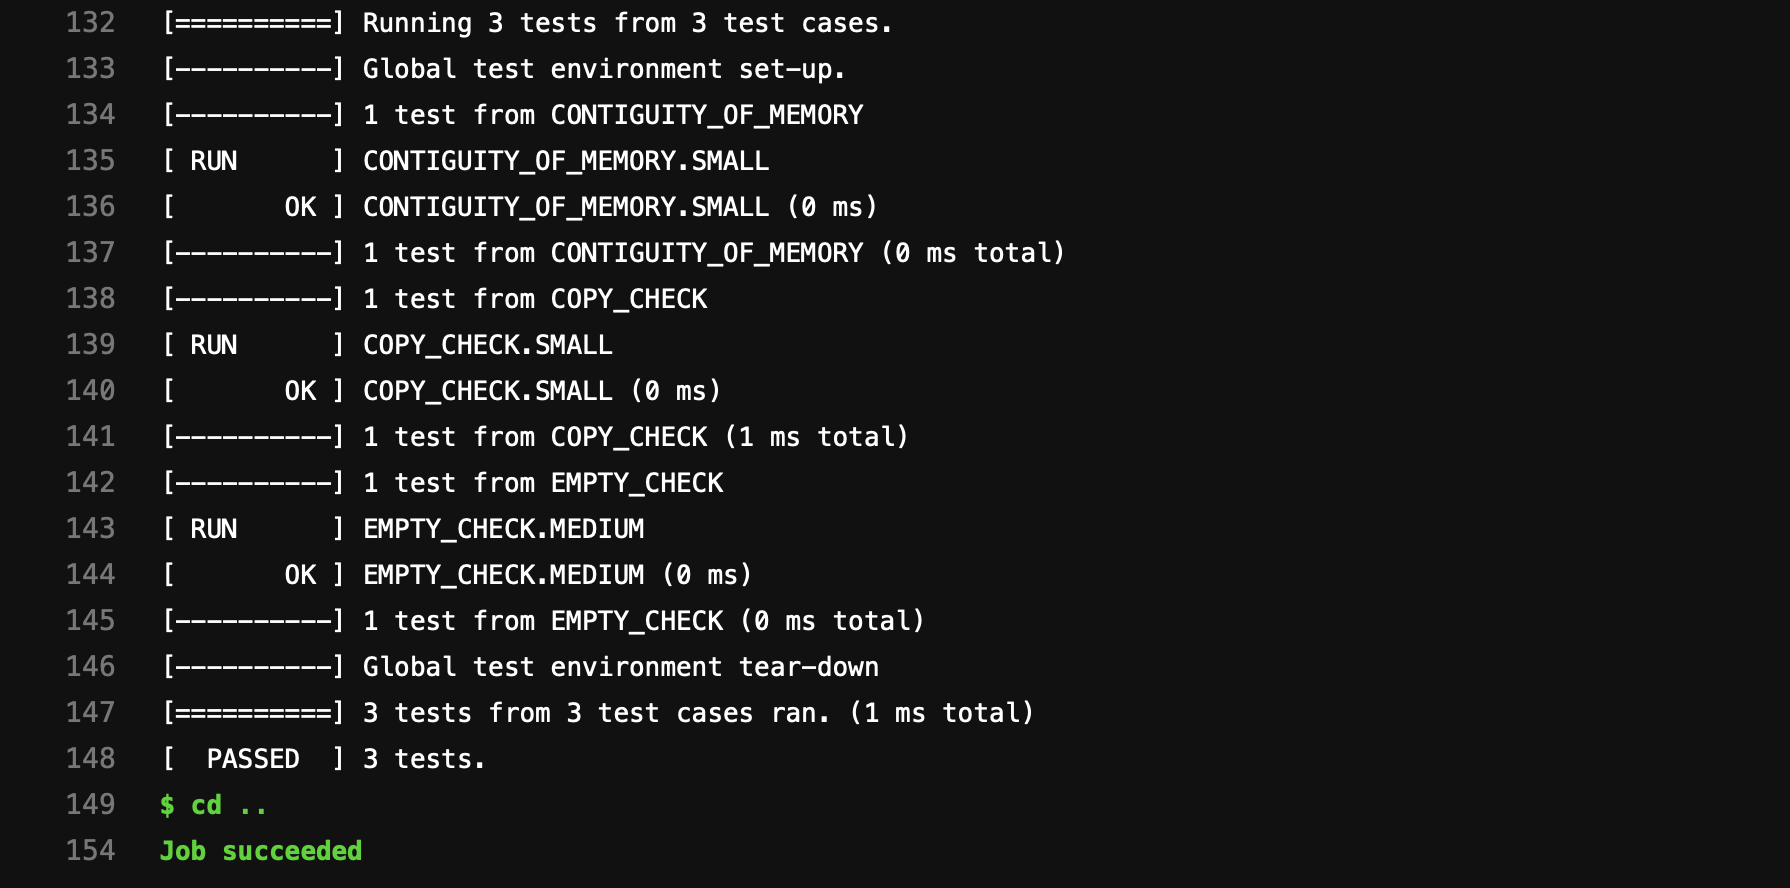 132 [==========] Running 3 tests from 3 test cases.
133 [----------] Global test environment set-up.
134 [----------] 1 test from CONTIGUITY_OF_MEMORY
135 [ RUN      ] CONTIGUITY_OF_MEMORY.SMALL
136 [       OK ] CONTIGUITY_OF_MEMORY.SMALL (0 ms)
137 [----------] 1 test from CONTIGUITY_OF_MEMORY (0 ms total)
138 [----------] 1 test from COPY_CHECK
139 [ RUN      ] COPY_CHECK.SMALL
140 [       OK ] COPY_CHECK.SMALL (0 ms)
141 [----------] 1 test from COPY_CHECK (1 ms total)
142 [----------] 1 test from EMPTY_CHECK
143 [ RUN      ] EMPTY_CHECK.MEDIUM
144 [       OK ] EMPTY_CHECK.MEDIUM (0 ms)
145 [----------] 1 test from EMPTY_CHECK (0 ms total)
146 [----------] Global test environment tear-down
147 [==========] 3 tests from 3 test cases ran. (1 ms total)
148 [  PASSED  ] 3 tests.
149 $ cd ..
154 Job succeeded